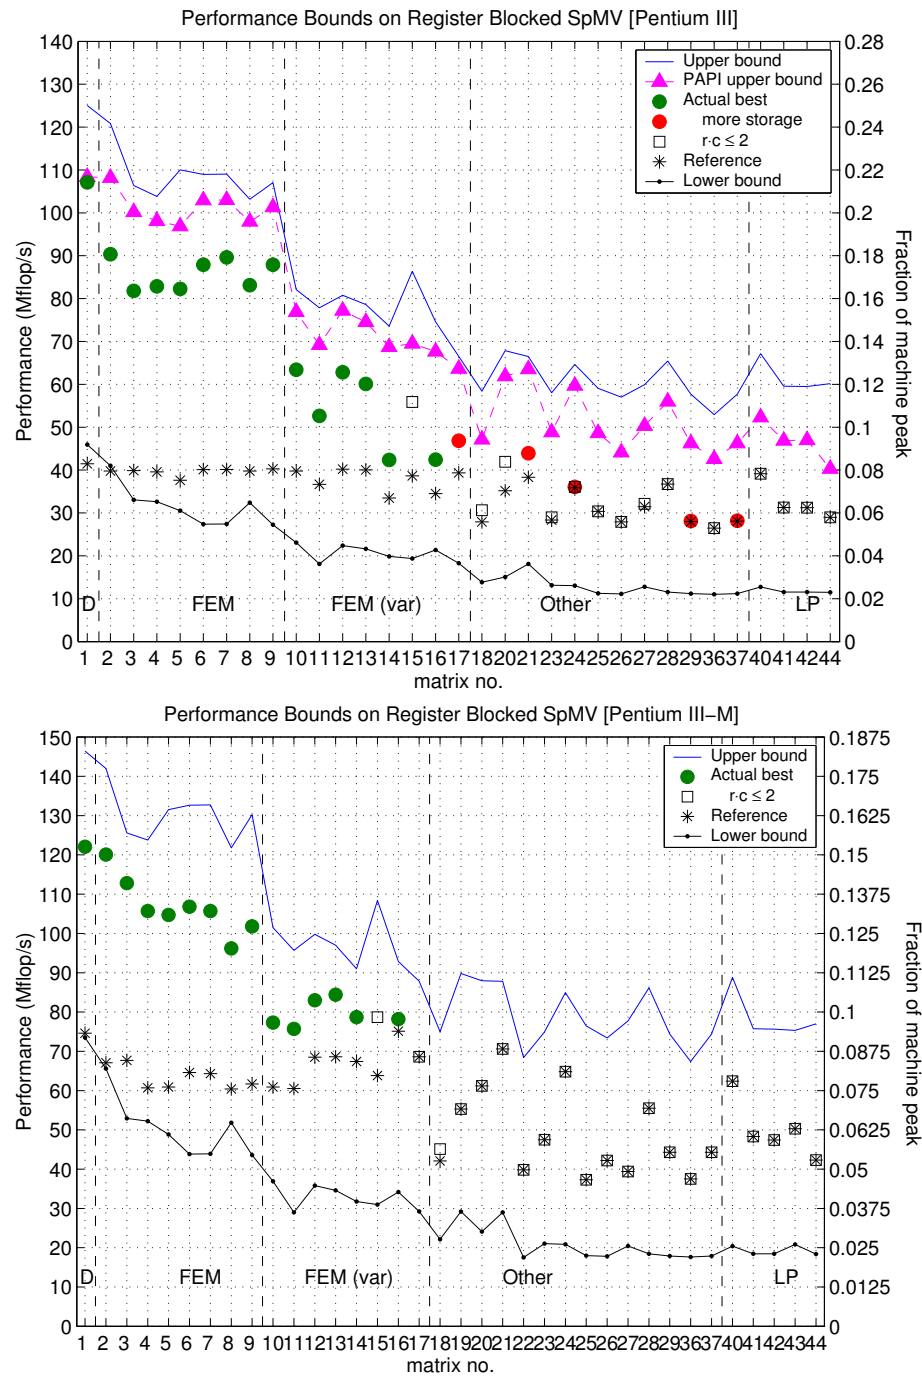 Performance Bounds on Register Blocked SpMV [Pentium III]
140
130
120
110
100
90
80
70
60
50
40
30
20
10
0
Performance (Mflop/s)
0.28
0.26
0.24
0.22
0.2
0.18
0.16
0.14
0.12
0.1
0.08
0.06
0.04
0.02
0
Fraction of machine peak
Upper bound
PAPI upper bound
Actual best
more storage
r·c ≤ 2
Reference
Lower bound
D FEM FEM (var) Other LP
1 2 3 4 5 6 7 8 9 10 11 12 13 14 15 16 17 18 20 21 23 24 25 26 27 28 29 36 37 40 41 42 44
matrix no.
Performance Bounds on Register Blocked SpMV [Pentium III−M]
150
140
130
120
110
100
90
80
70
60
50
40
30
20
10
0
Performance (Mflop/s)
0.1875
0.175
0.1625
0.15
0.1375
0.125
0.1125
0.1
0.0875
0.075
0.0625
0.05
0.0375
0.025
0.0125
0
Fraction of machine peak
Upper bound
Actual best
r·c ≤ 2
Reference
Lower bound
D FEM FEM (var) Other LP
1 2 3 4 5 6 7 8 9 10 11 12 13 14 15 16 17 18 19 20 21 22 23 24 25 26 27 28 29 36 37 40 41 42 43 44
matrix no.